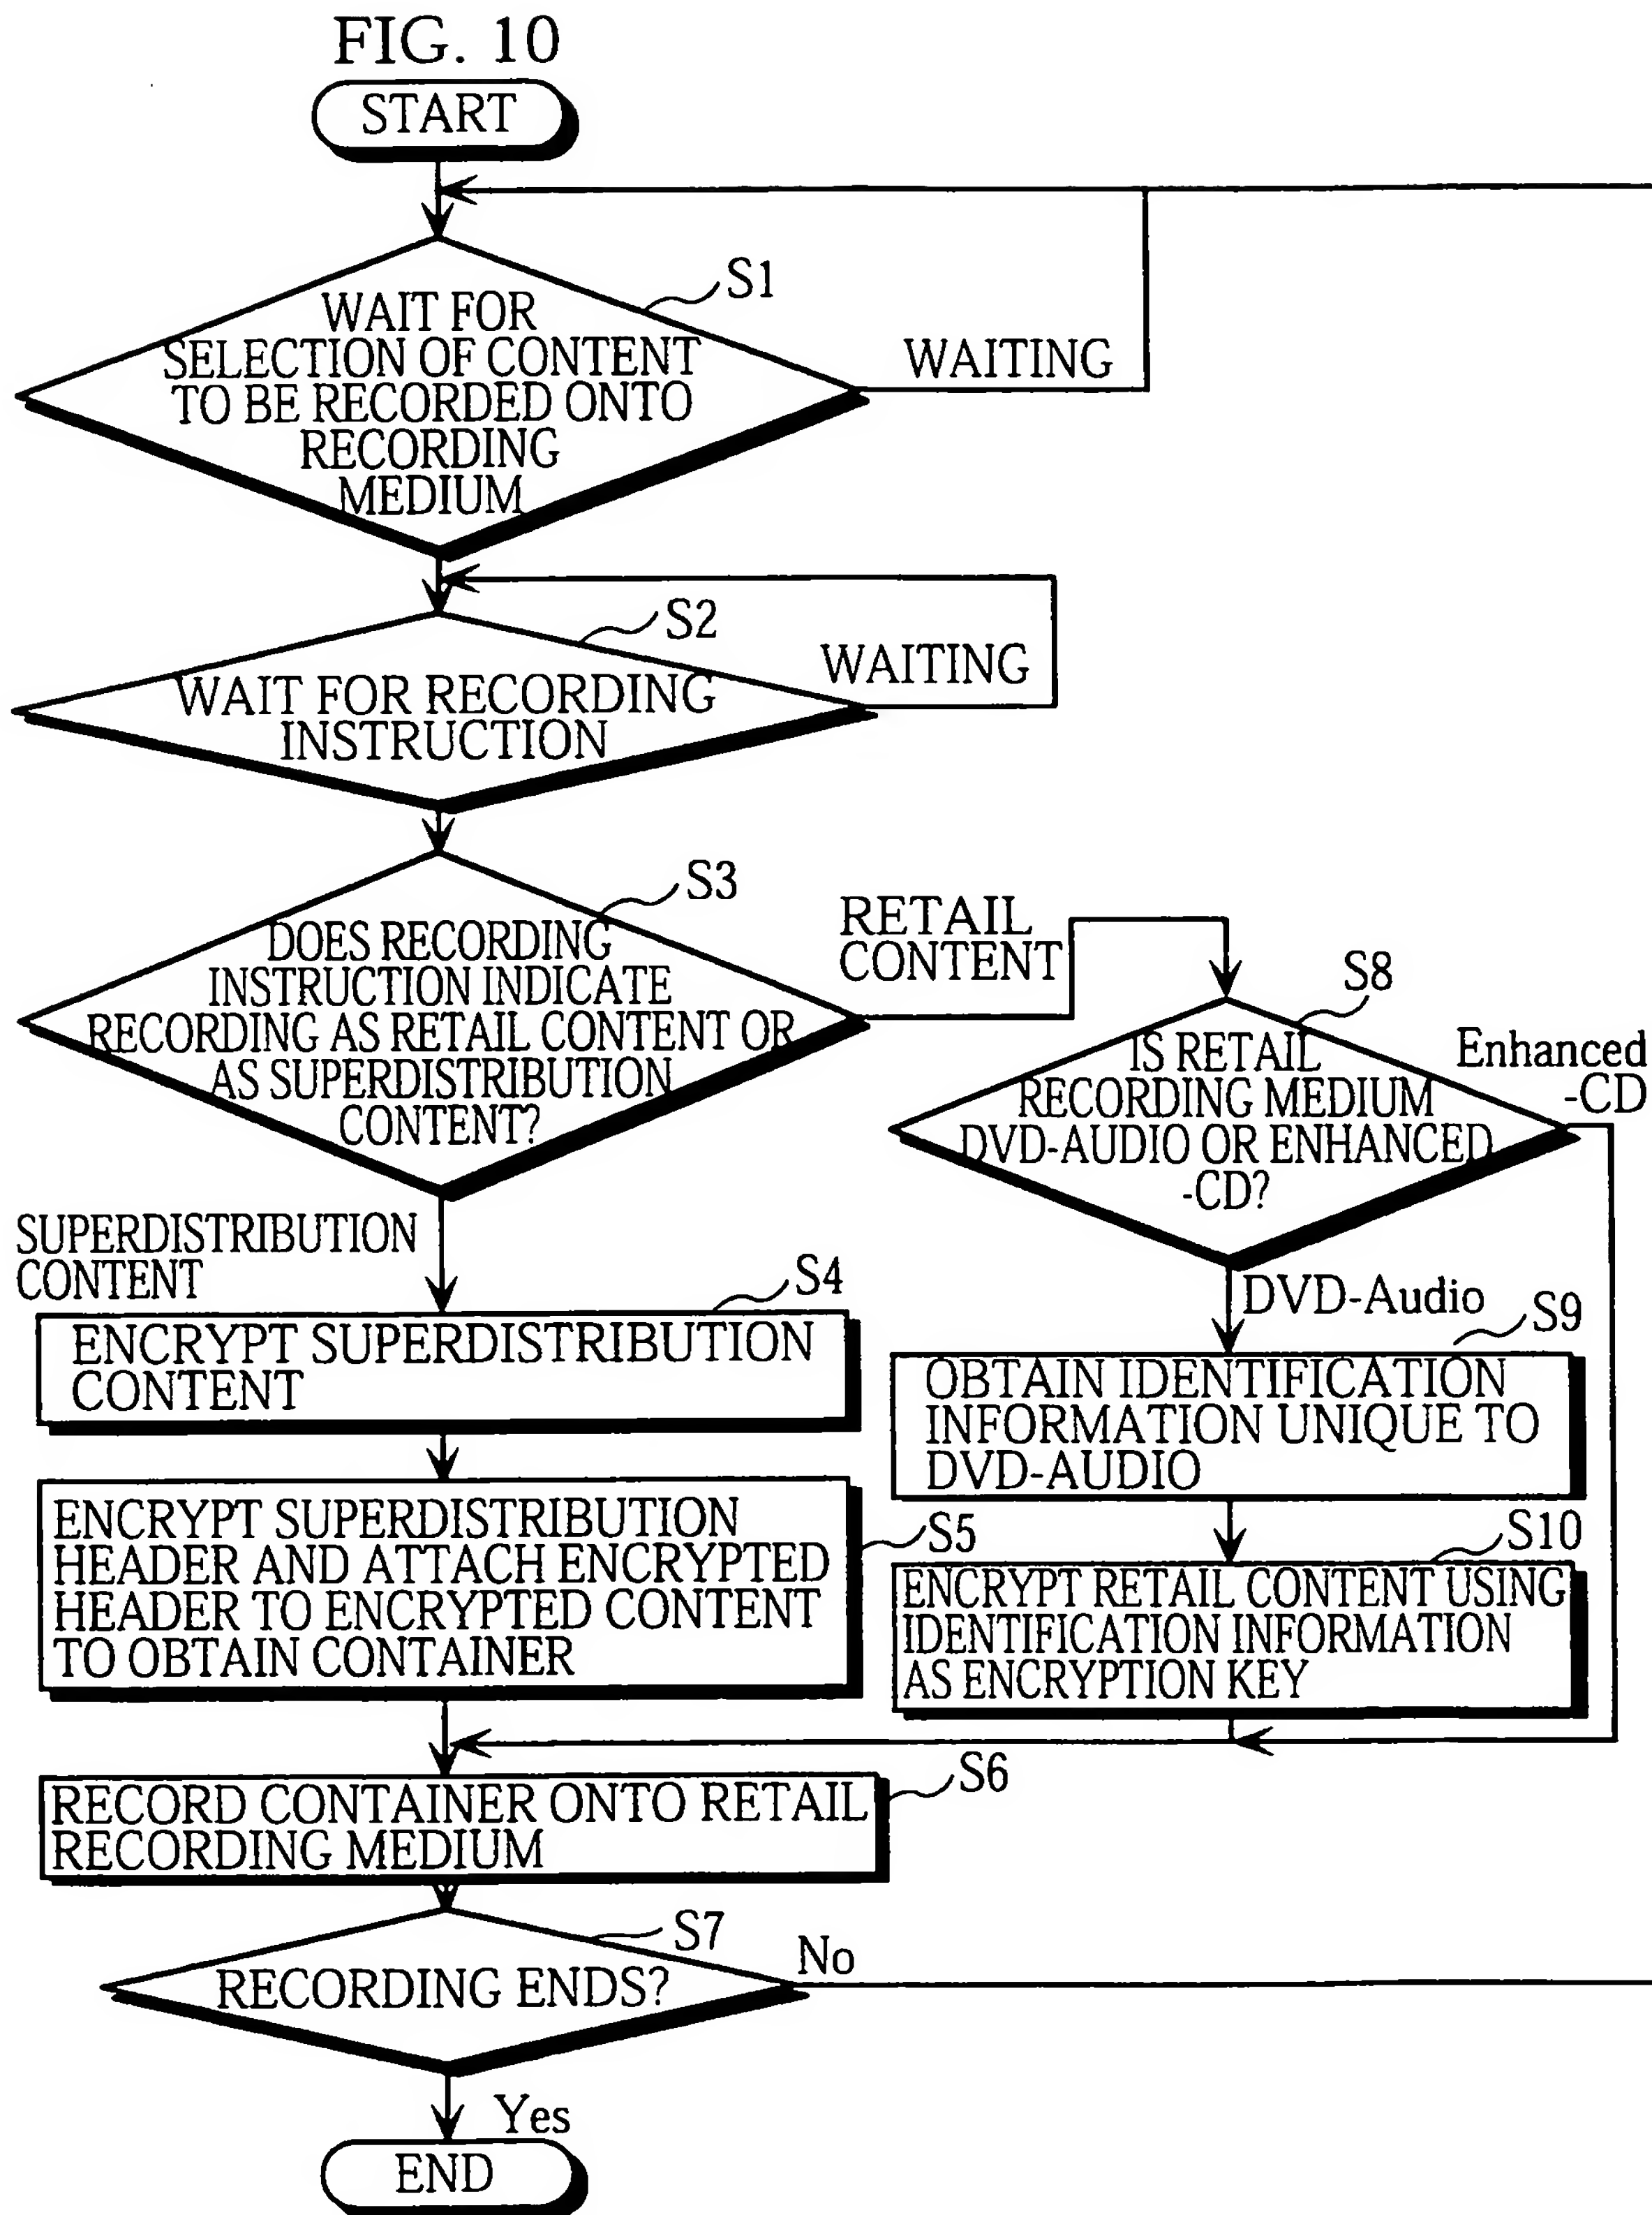 FIG. 10
START
S1
WAIT FOR
SELECTION OF CONTENT
TO BE RECORDED ONTO
RECORDING
MEDIUM
WAITING
S2
WAIT FOR RECORDING
INSTRUCTION
WAITING
S3
DOES RECORDING
INSTRUCTION INDICATE
RECORDING AS RETAIL CONTENT OR
AS SUPERDISTRIBUTION
CONTENT?
RETAIL
CONTENT
S8
IS RETAIL
RECORDING MEDIUM
DVD-AUDIO OR ENHANCED
-CD?
Enhanced
-CD
SUPERDISTRIBUTION
CONTENT
S4
ENCRYPT SUPERDISTRIBUTION
CONTENT
DVD-Audio
S9
OBTAIN IDENTIFICATION
INFORMATION UNIQUE TO
DVD-AUDIO
ENCRYPT SUPERDISTRIBUTION
HEADER AND ATTACH ENCRYPTED
HEADER TO ENCRYPTED CONTENT
TO OBTAIN CONTAINER
S5
S10
ENCRYPT RETAIL CONTENT USING
IDENTIFICATION INFORMATION
AS ENCRYPTION KEY
S6
RECORD CONTAINER ONTO RETAIL
RECORDING MEDIUM
S7
RECORDING ENDS?
No
Yes
END